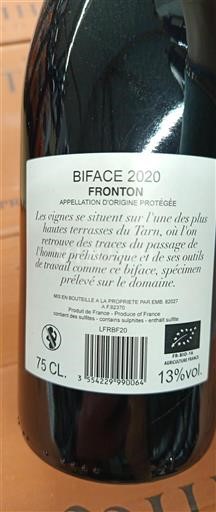 BIFACE 2020
FRONTON
APPELLATION D'ORIGINE PROTÉGÉE
Les vignes se situent sur l'une des plus
hautes terrasses du Tarn, où l'on
retrouve des traces du passage de
l'homme préhistorique et de ses outils
de travail comme ce biface, spécimen
prélevé sur le domaine.
MIS EN BOUTEILLE A LA PROPRIETE PAR EMB. 82027
A F.82370
Produit de France - Produce of France
contient des sulfites - contains sulphites - enthält sulfite
LFRBF20
75 CL.
3 554229 990064
FR-BIO-16
AGRICULTURE FRANCE
13%vol.